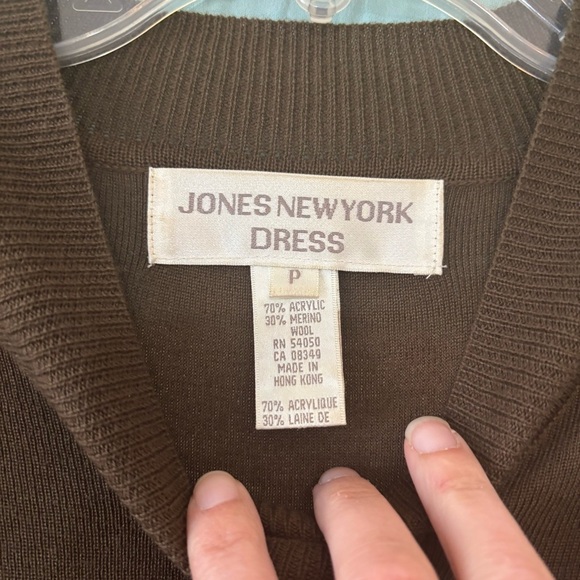 JONES NEW YORK
DRESS
P
70% ACRYLIC
30% MERINO
WOOL
RN 54050
CA 08349
MADE IN
HONG KONG
70% ACRYLIQUE
30% LAINE DE